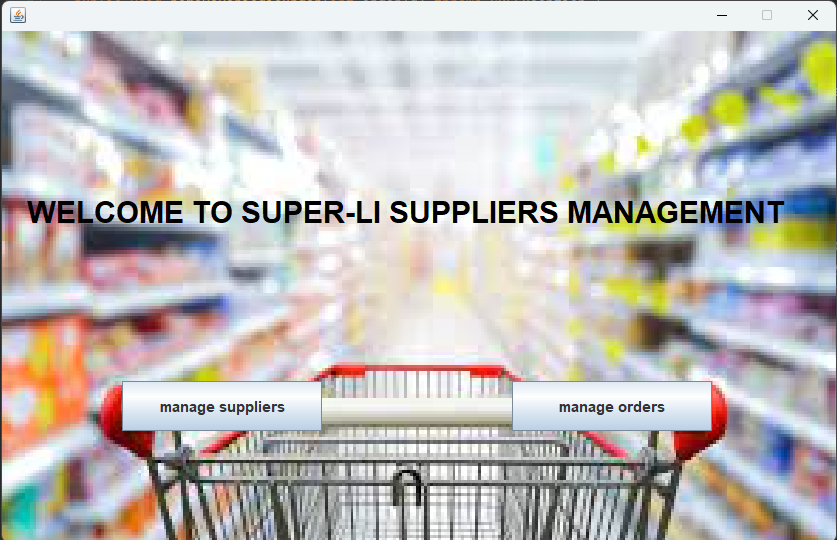 WELCOME TO SUPER-LI SUPPLIERS MANAGEMENT
manage suppliers
manage orders